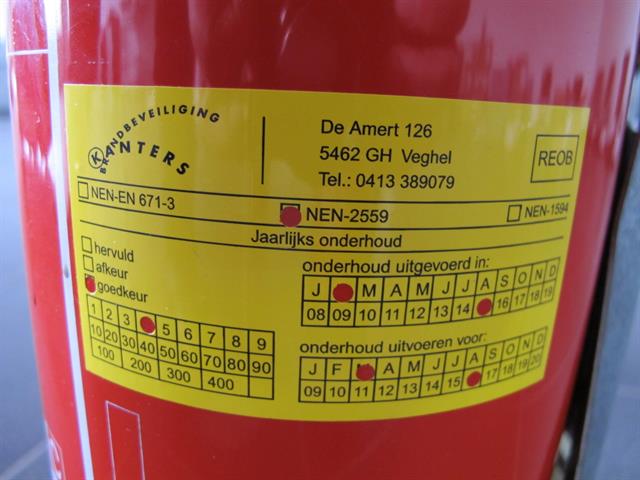 BRANDBEVEILIGING
KANTERS
De Amert 126
5462 GH Veghel
Tel.: 0413 389079
REOB
NEN-EN 671-3
NEN-2559
NEN-1594
Jaarlijks onderhoud
hervuld
afkeur
goedkeur
1 2 3 5 6 7 8 9
10 20 30 40 50 60 70 80 90
100 200 300 400
onderhoud uitgevoerd in:
J M A M J J A S O N D
08 09 10 11 12 13 14 16 17 18 19
onderhoud uitvoeren voor:
J F A M J J A S O N D
09 10 11 12 13 14 15 17 18 19 20